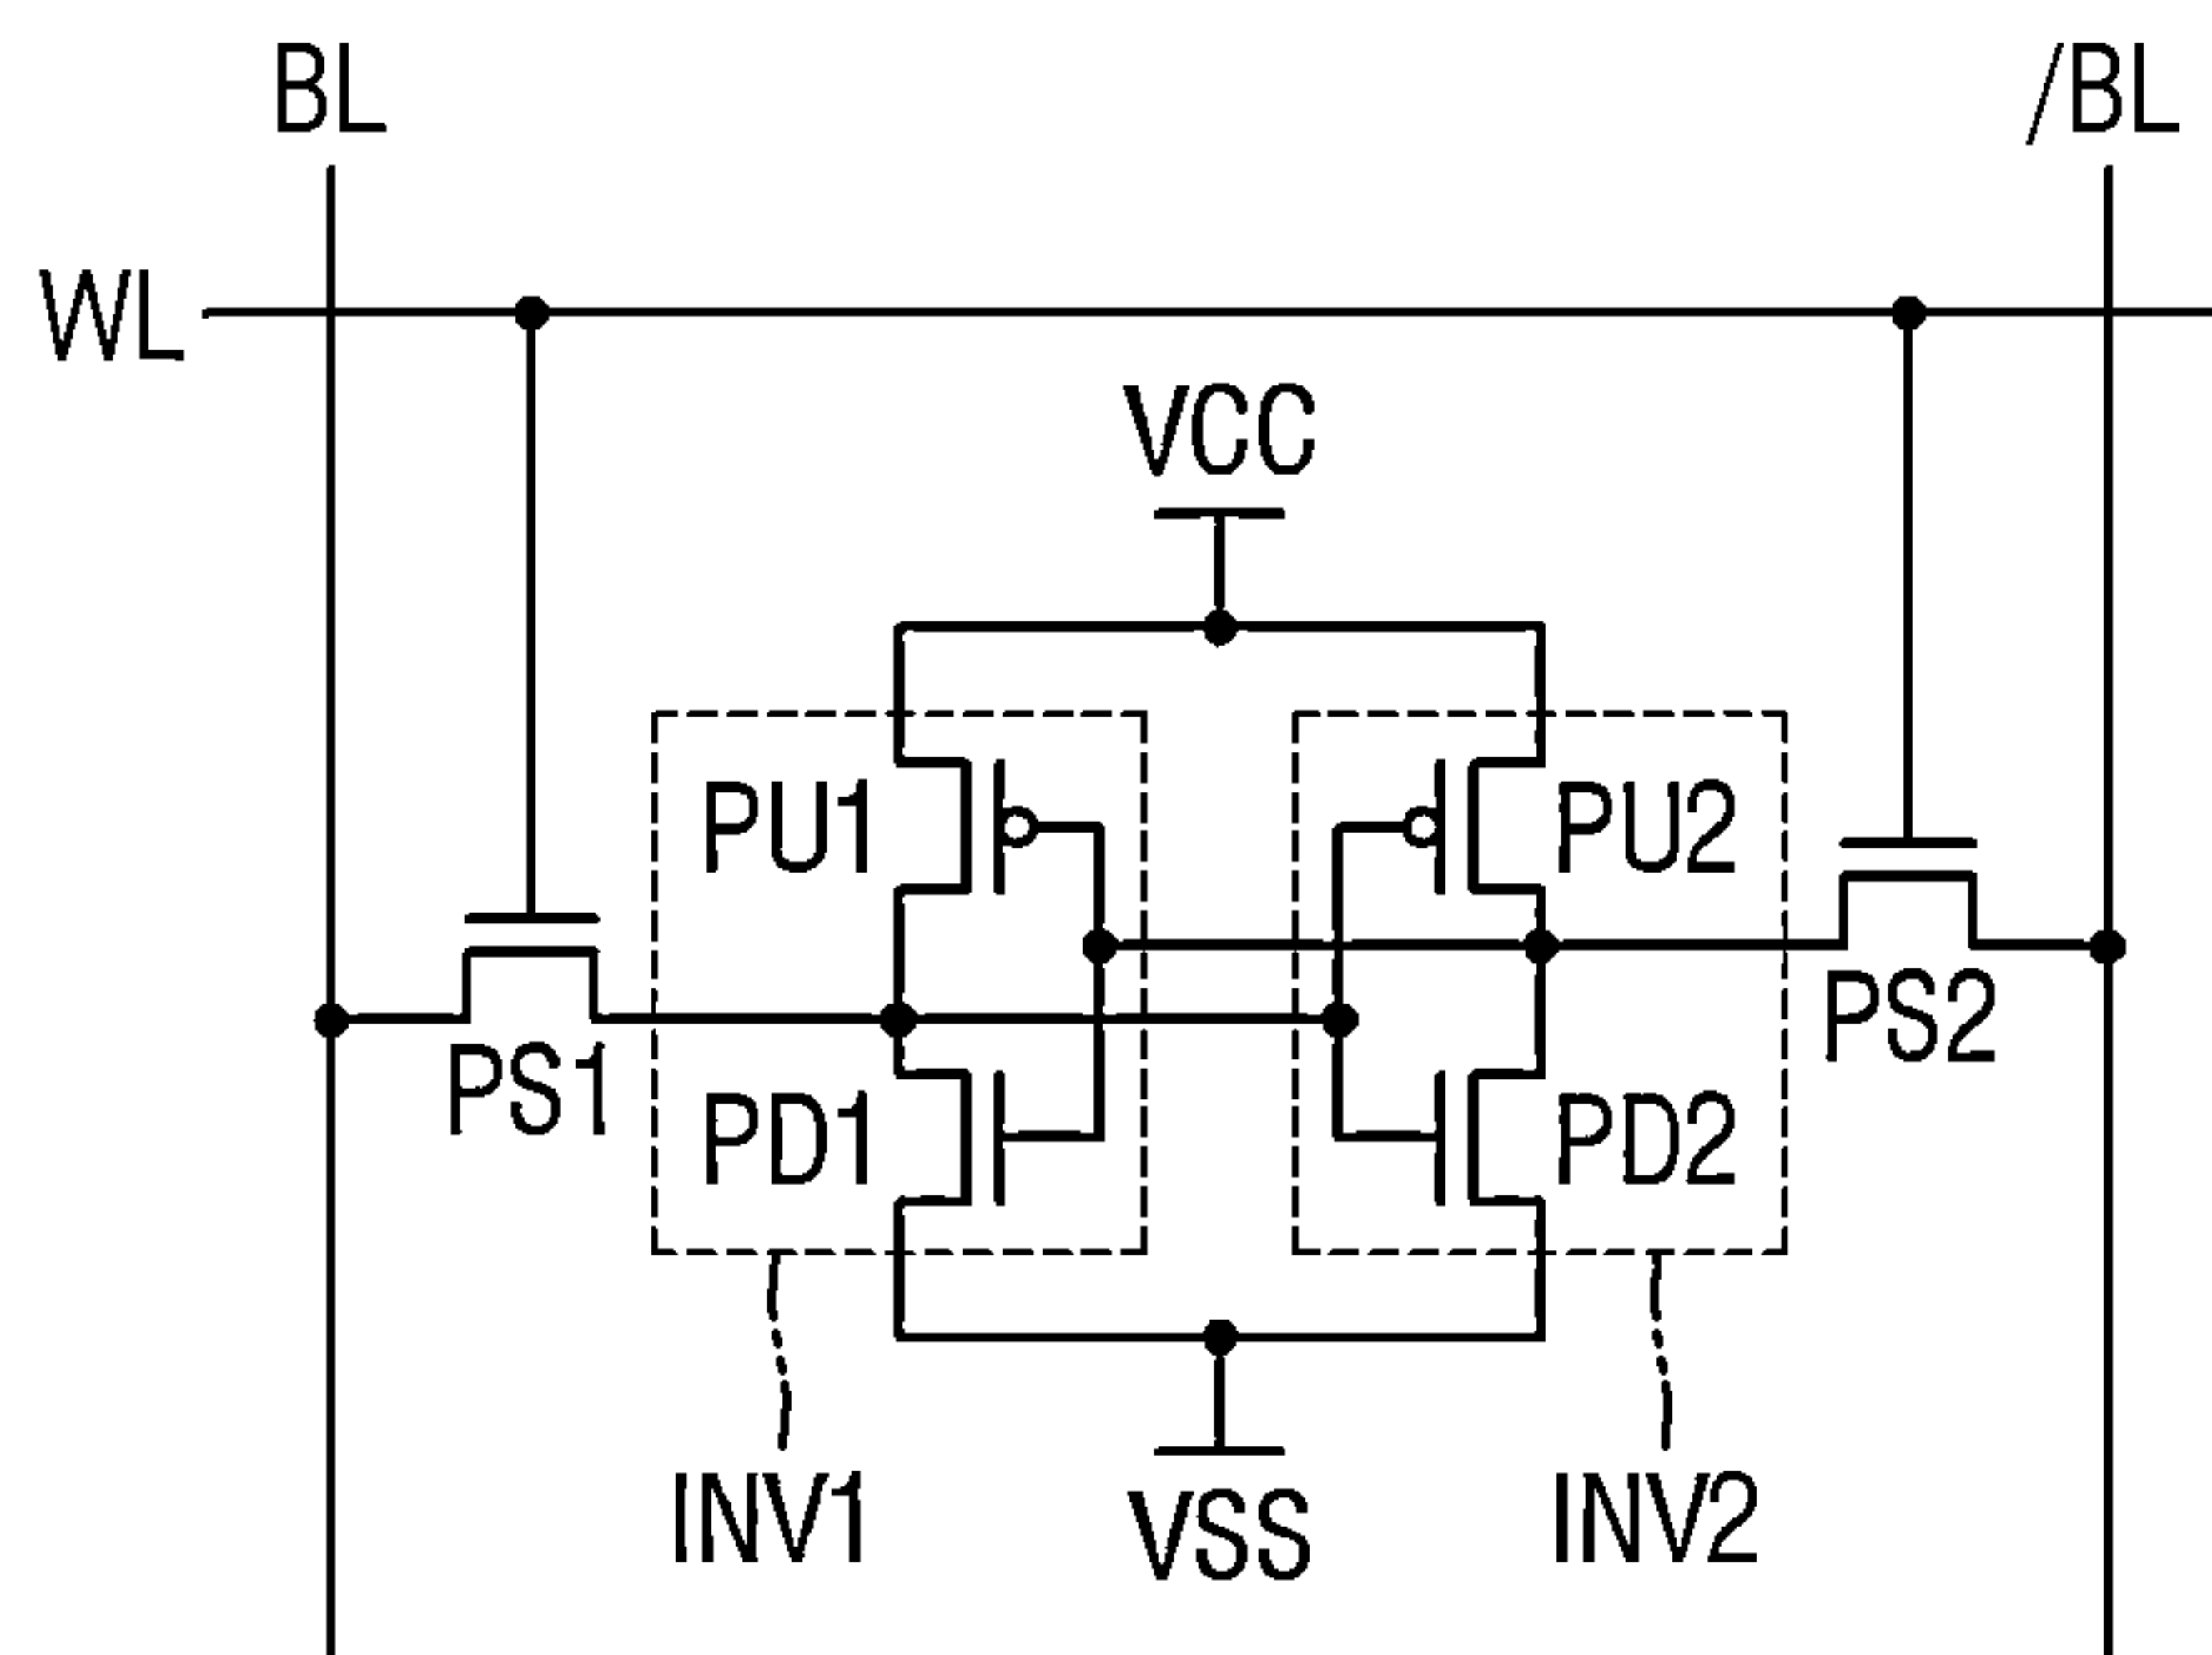 BL
/BL
WL
VCC
PU1
PU2
PS1
PS2
PD1
PD2
INV1
VSS
INV2